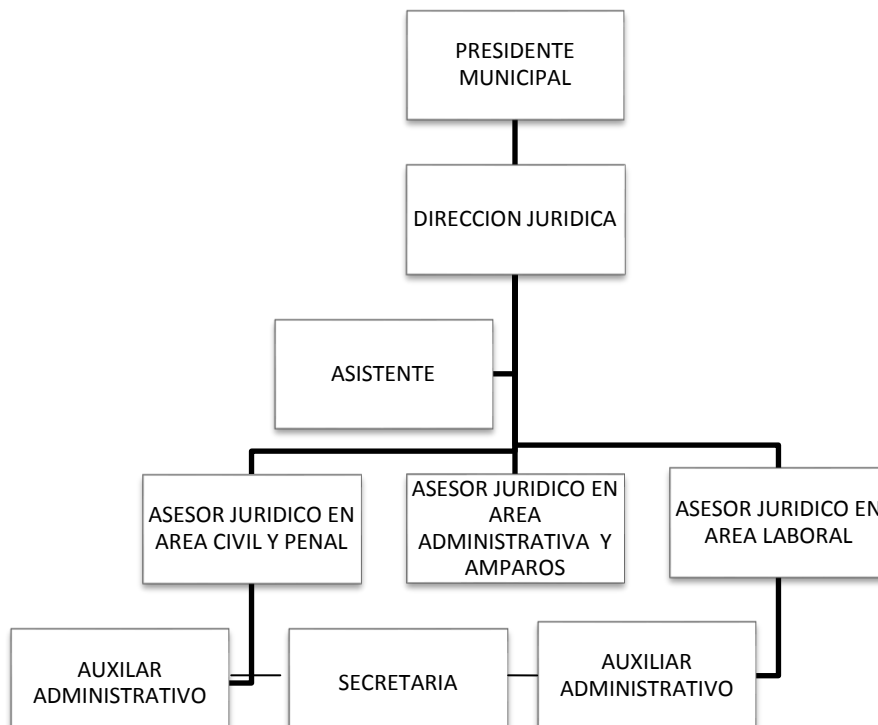 PRESIDENTE
MUNICIPAL
DIRECCION JURIDICA
ASISTENTE
ASESOR JURIDICO EN
AREA CIVIL Y PENAL
ASESOR JURIDICO EN
AREA
ADMINISTRATIVA Y
AMPAROS
ASESOR JURIDICO EN
AREA LABORAL
AUXILAR
ADMINISTRATIVO
SECRETARIA
AUXILIAR
ADMINISTRATIVO